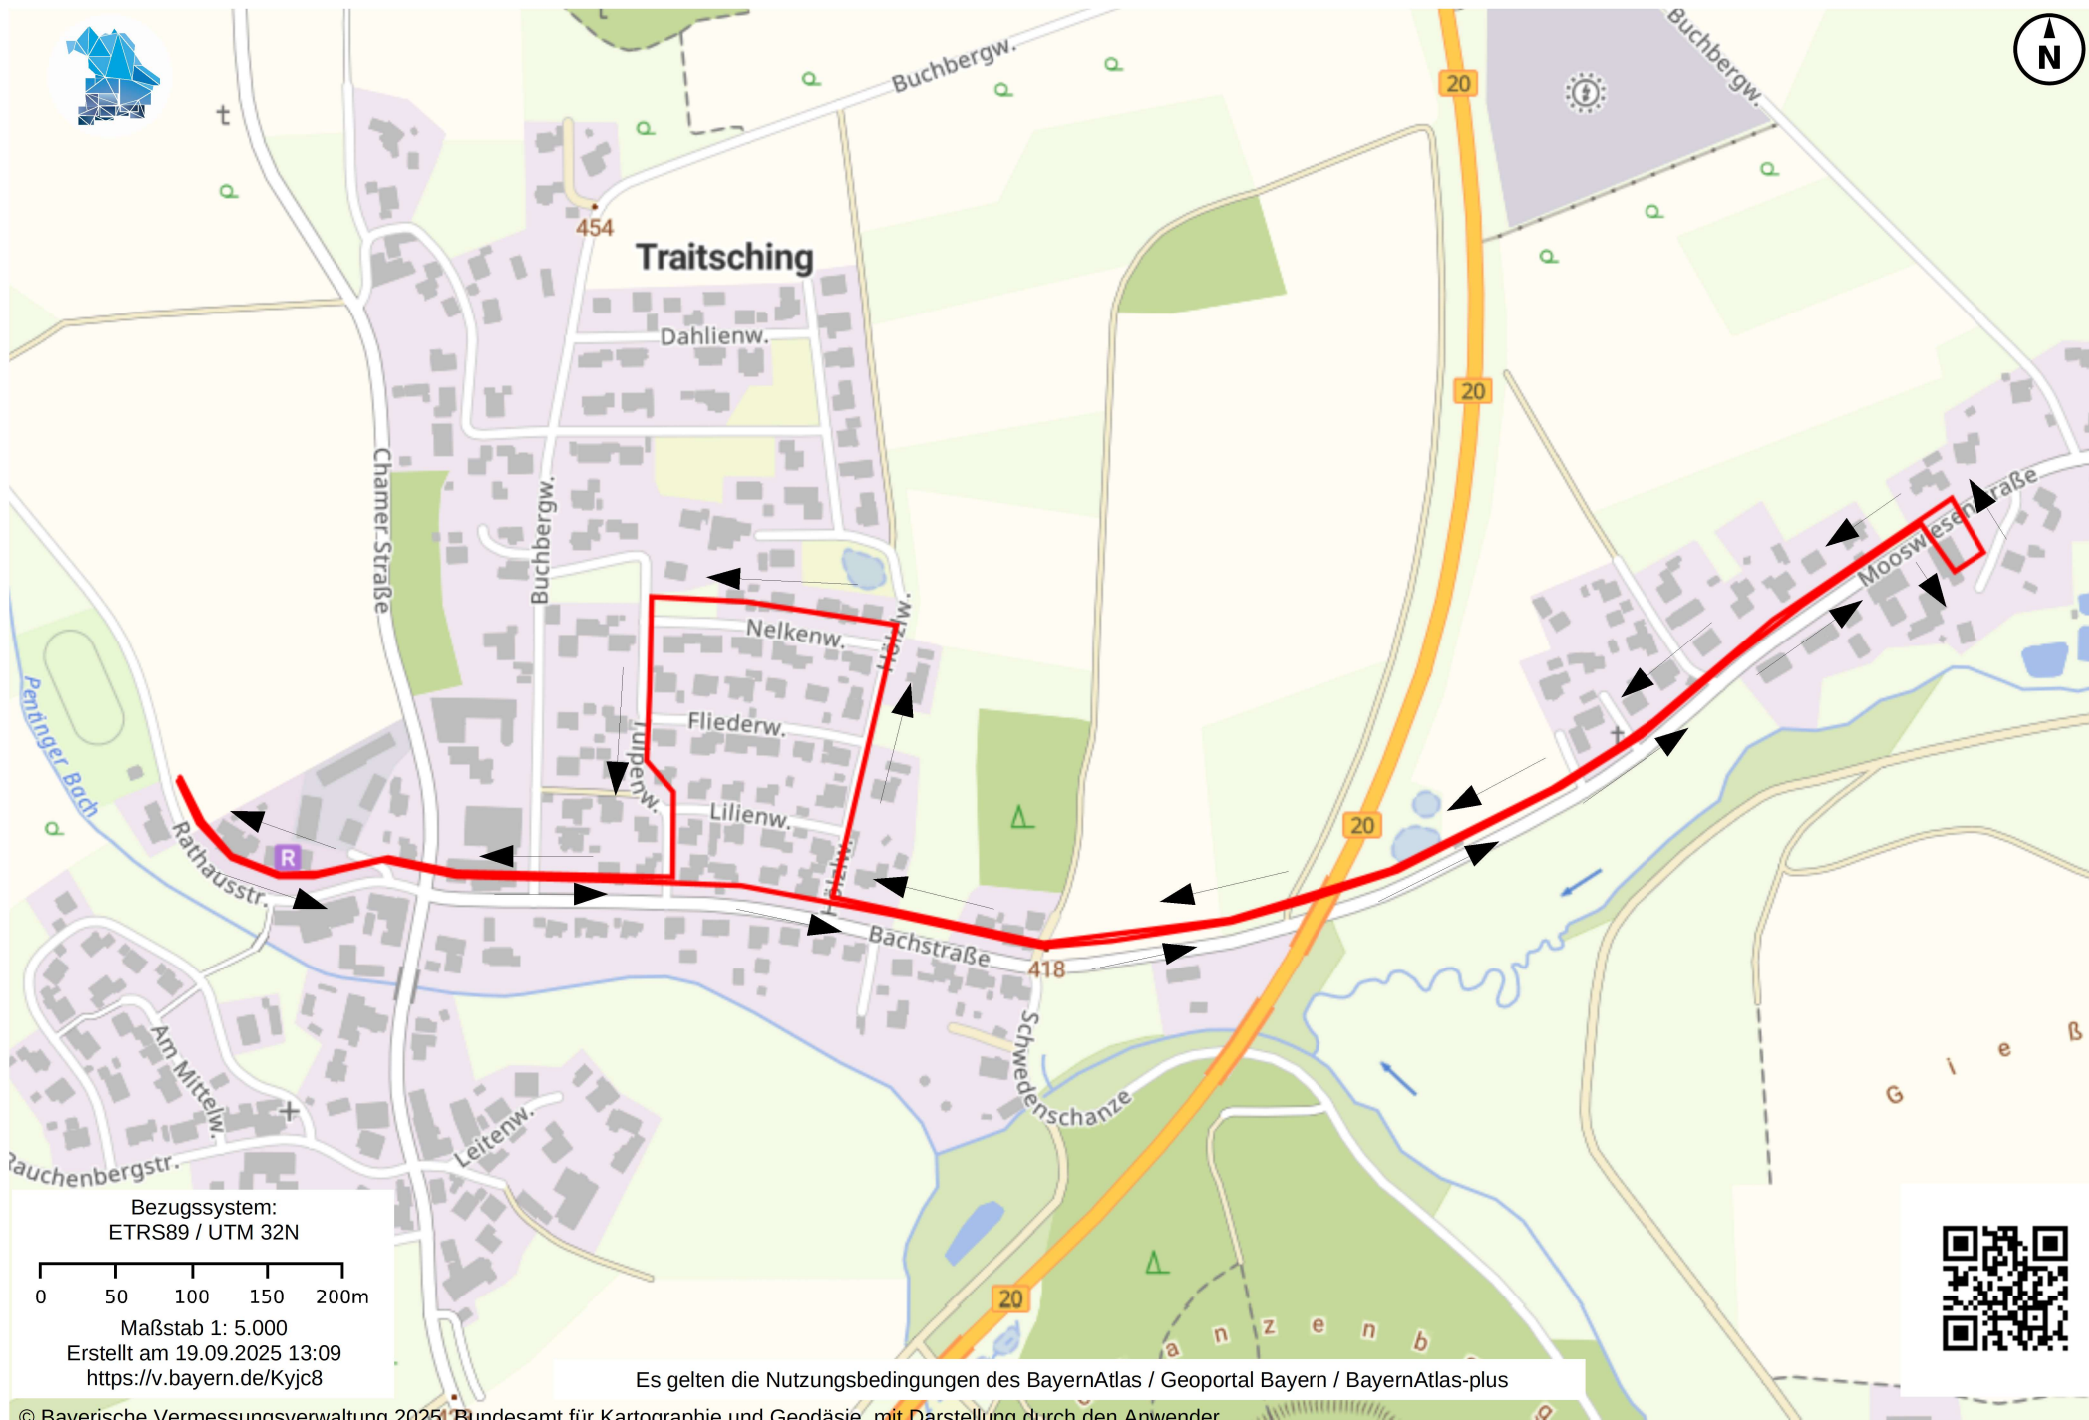 N
Buchbergw.
Buchbergw.
20
454
Traitsching
Dahlienw.
20
Chamer Straße
Buchbergw.
Mooswiesenstraße
Hölzlw.
Nelkenw.
Fliederw.
Tulpenw.
Lilienw.
Hölzlw.
Pentinger Bach
20
R
Rathausstr.
Bachstraße
418
Schwedenschanze
Am Mittelw.
Leitenw.
Rauchenbergstr.
G i e ß
20
a n z e n b
g
Bezugssystem:
ETRS89 / UTM 32N
0 50 100 150 200m
Maßstab 1: 5.000
Erstellt am 19.09.2025 13:09
https://v.bayern.de/Kyjc8
Es gelten die Nutzungsbedingungen des BayernAtlas / Geoportal Bayern / BayernAtlas-plus
© Bayerische Vermessungsverwaltung 2025, Bundesamt für Kartographie und Geodäsie, mit Darstellung durch den Anwender